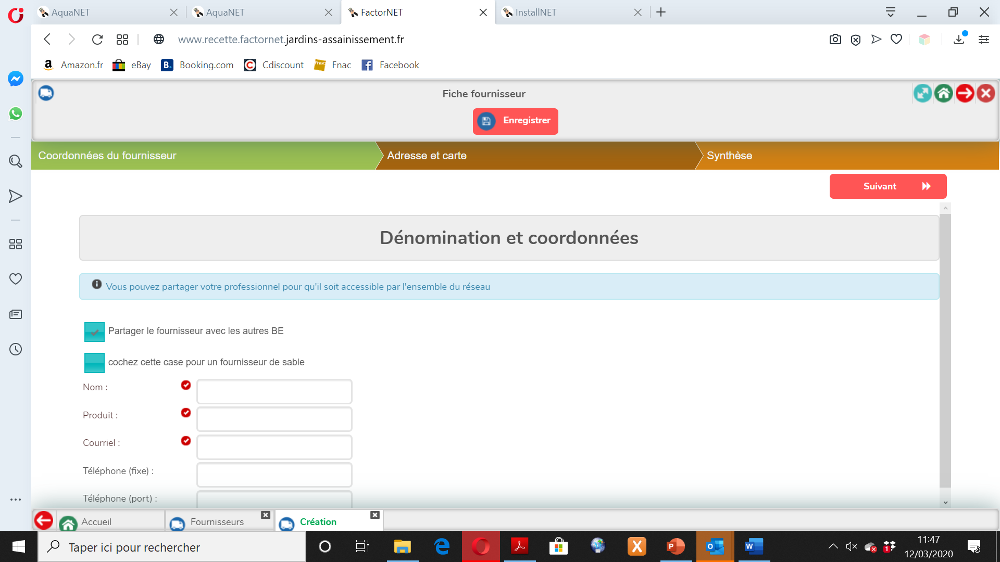 AquaNET
AquaNET
FactorNET
InstallNET
www.recette.factornet.jardins-assainissement.fr
Amazon.fr
eBay
Booking.com
Cdiscount
Fnac
Facebook
Fiche fournisseur
Enregistrer
Coordonnées du fournisseur
Adresse et carte
Synthèse
Suivant
Dénomination et coordonnées
Vous pouvez partager votre professionnel pour qu'il soit accessible par l'ensemble du réseau
Partager le fournisseur avec les autres BE
cochez cette case pour un fournisseur de sable
Nom :
Produit :
Courriel :
Téléphone (fixe) :
Téléphone (port) :
Accueil
Fournisseurs
Création
Taper ici pour rechercher
11:47
12/03/2020